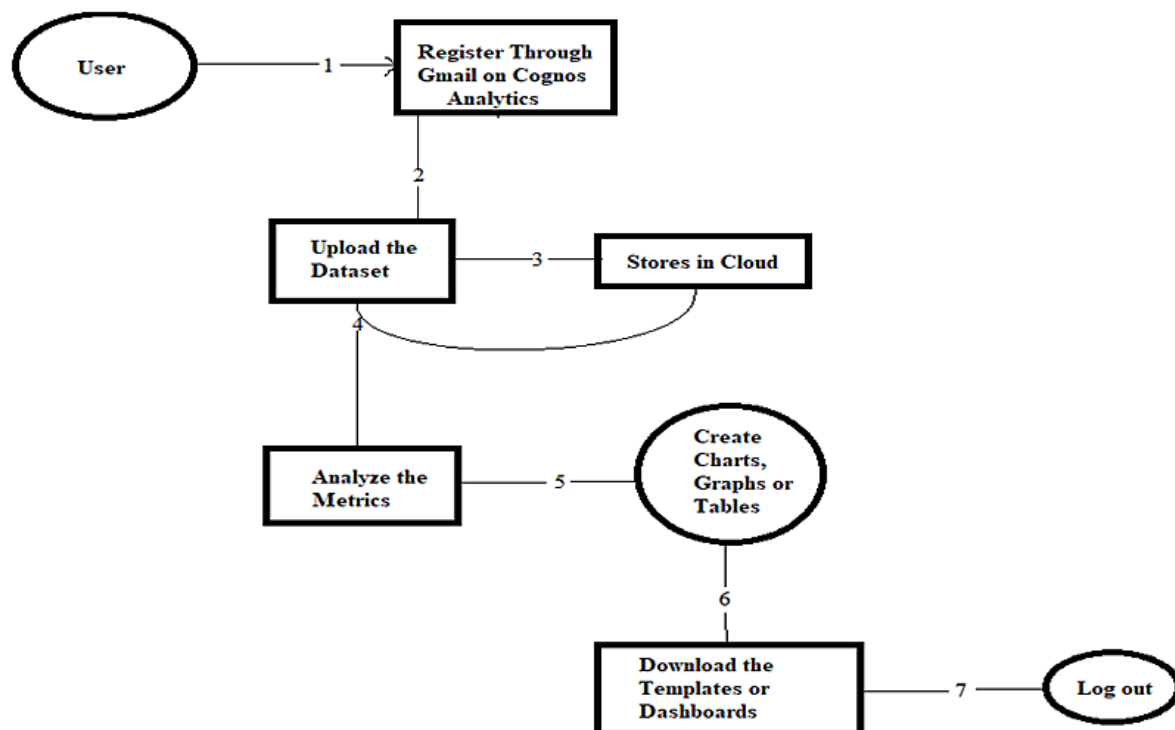 User
1
Register Through
Gmail on Cognos
Analytics
2
Upload the
Dataset
3
Stores in Cloud
4
Analyze the
Metrics
5
Create
Charts,
Graphs or
Tables
6
Download the
Templates or
Dashboards
7
Log out